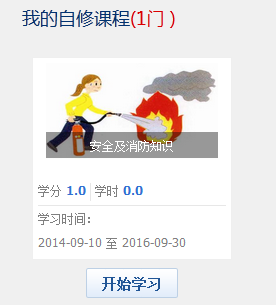 我的自修课程(1门)
安全及消防知识
学分 1.0 学时 0.0
学习时间:
2014-09-10 至 2016-09-30
开始学习